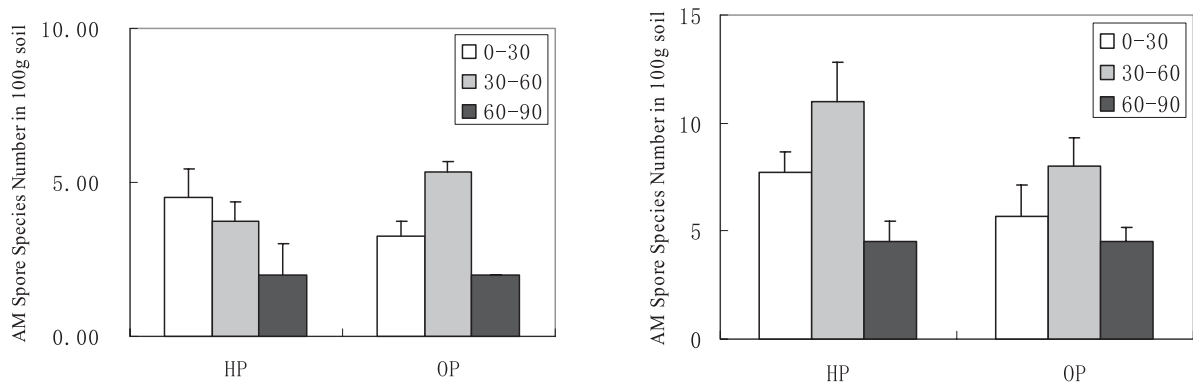 AM Spore Species Number in 100g soil
10.00
5.00
0.00
0-30
30-60
60-90
HP
OP
AM Spore Species Number in 100g soil
15
10
5
0
0-30
30-60
60-90
HP
OP